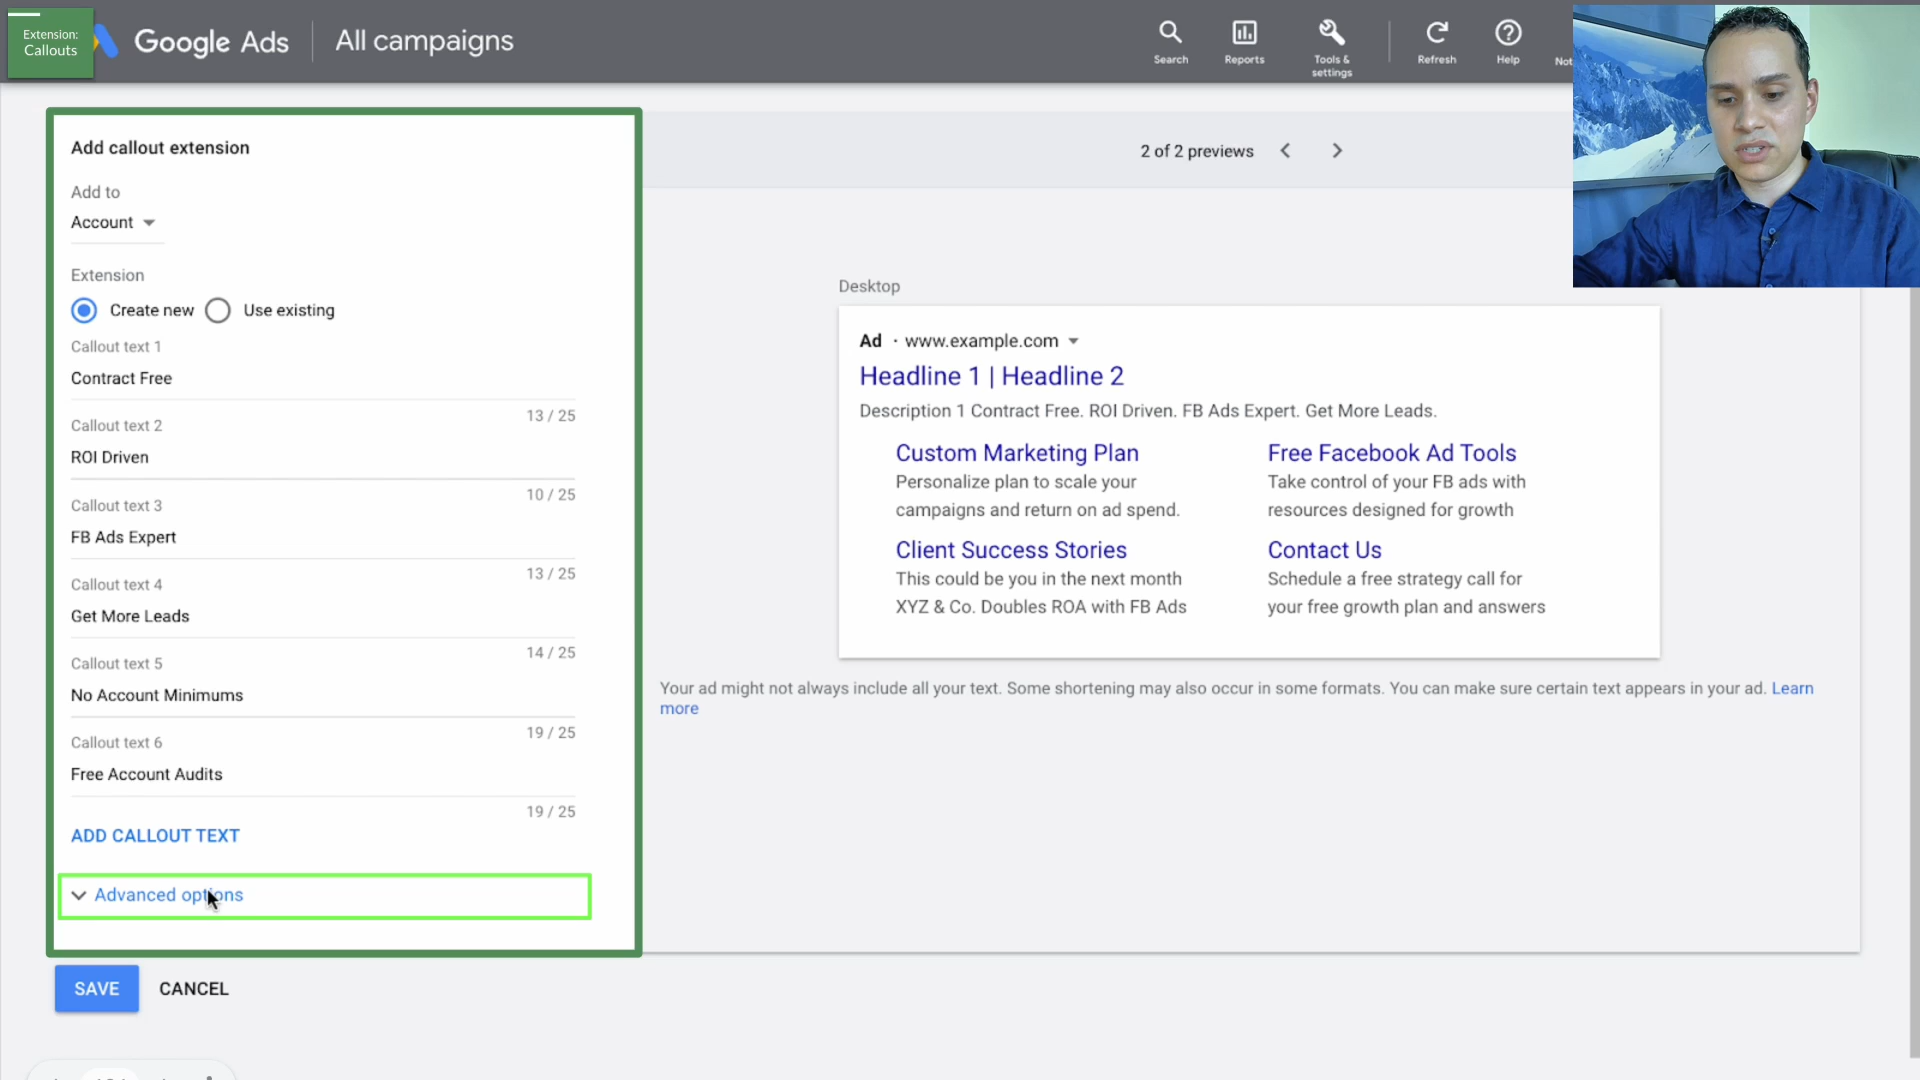 Extension:
Callouts
Google Ads
All campaigns
Search
Reports
Tools &
settings
Refresh
Help
Add callout extension
Add to
Account
Extension
Create new
Use existing
Callout text 1
Contract Free
13 / 25
Callout text 2
ROI Driven
10 / 25
Callout text 3
FB Ads Expert
13 / 25
Callout text 4
Get More Leads
14 / 25
Callout text 5
No Account Minimums
19 / 25
Callout text 6
Free Account Audits
19 / 25
ADD CALLOUT TEXT
Advanced options
SAVE
CANCEL
2 of 2 previews
Desktop
Ad · www.example.com
Headline 1 | Headline 2
Description 1 Contract Free. ROI Driven. FB Ads Expert. Get More Leads.
Custom Marketing Plan
Personalize plan to scale your
campaigns and return on ad spend.
Free Facebook Ad Tools
Take control of your FB ads with
resources designed for growth
Client Success Stories
This could be you in the next month
XYZ & Co. Doubles ROA with FB Ads
Contact Us
Schedule a free strategy call for
your free growth plan and answers
Your ad might not always include all your text. Some shortening may also occur in some formats. You can make sure certain text appears in your ad. Learn
more